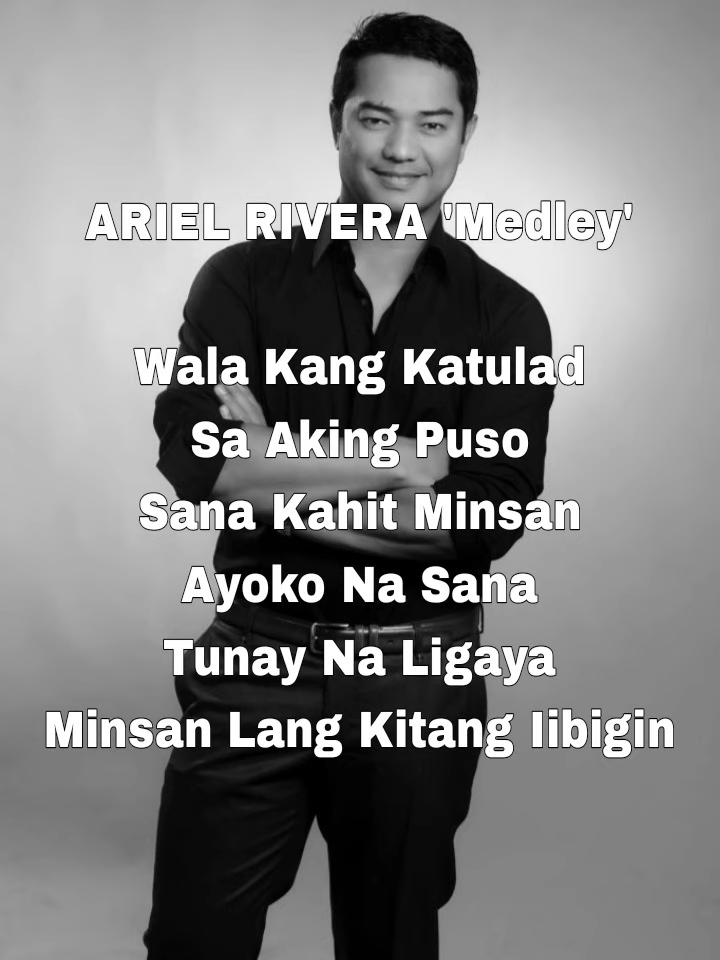 ARIEL RIVERA 'Medley'
Wala Kang Katulad
Sa Aking Puso
Sana Kahit Minsan
Ayoko Na Sana
Tunay Na Ligaya
Minsan Lang Kitang Iibigin